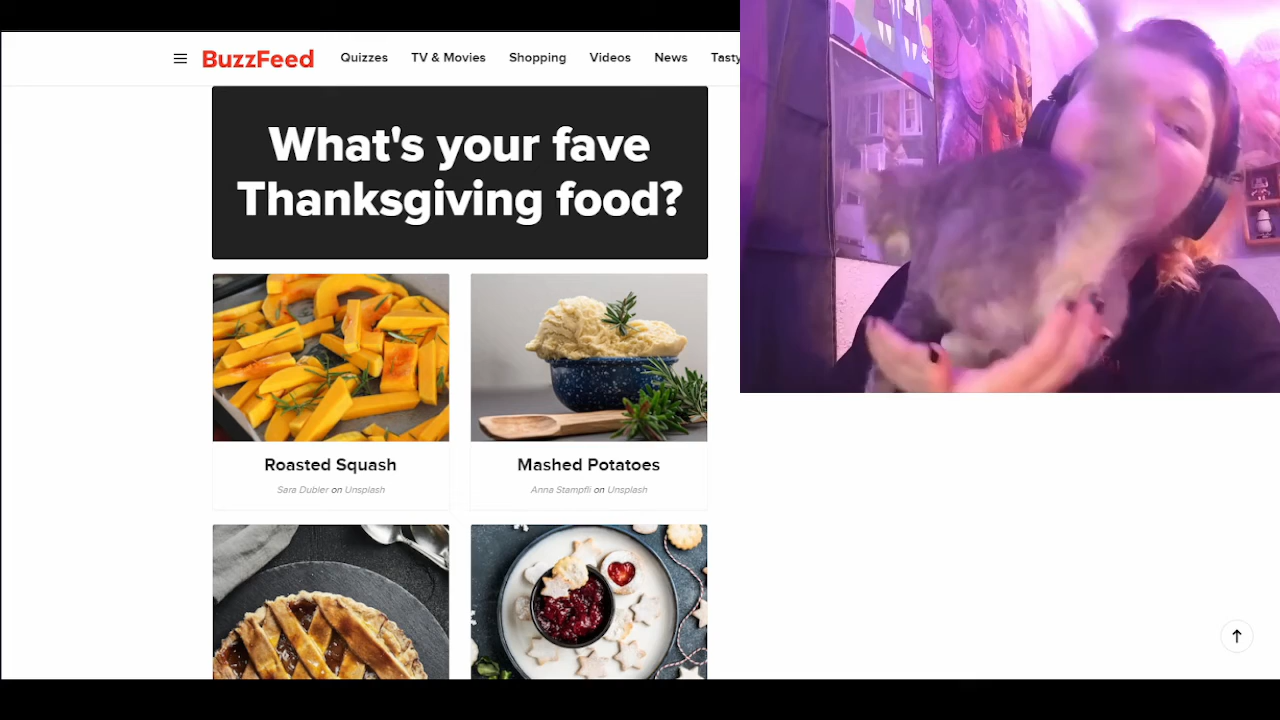 BuzzFeed
Quizzes
TV & Movies
Shopping
Videos
News
Tasty
What's your fave
Thanksgiving food?
Roasted Squash
Sara Dubler on Unsplash
Mashed Potatoes
Anna Stampfli on Unsplash